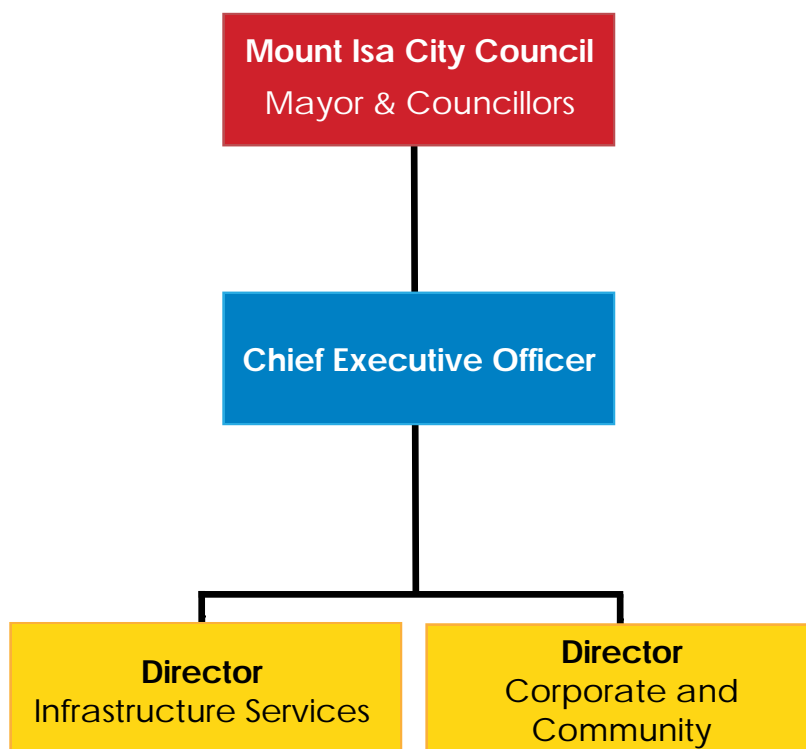 Mount Isa City Council
Mayor & Councillors
Chief Executive Officer
Director
Infrastructure Services
Director
Corporate and
Community